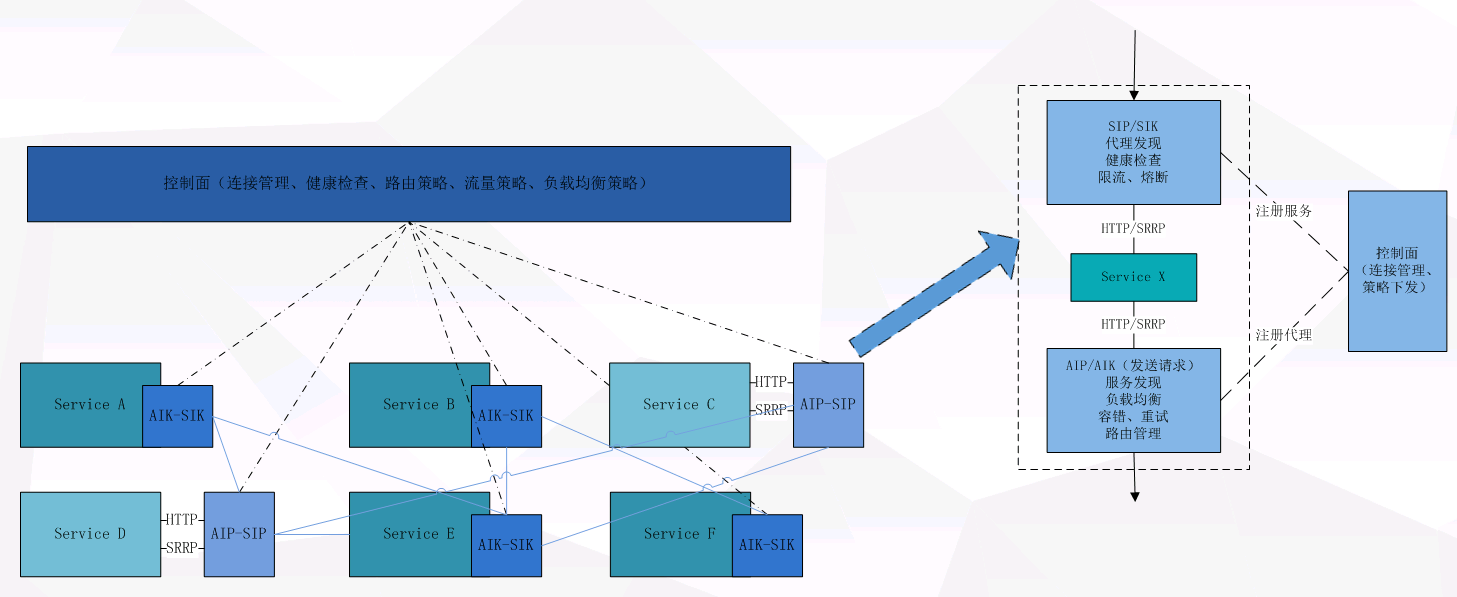 控制面（连接管理、健康检查、路由策略、流量策略、负载均衡策略）
Service A
AIK-SIK
Service B
AIK-SIK
Service C
HTTP
SRRP
AIP-SIP
Service D
HTTP
SRRP
AIP-SIP
Service E
AIK-SIK
Service F
AIK-SIK
SIP/SIK
代理发现
健康检查
限流、熔断
HTTP/SRRP
Service X
HTTP/SRRP
AIP/AIK（发送请求）
服务发现
负载均衡
容错、重试
路由管理
注册服务
注册代理
控制面
（连接管理、
策略下发）